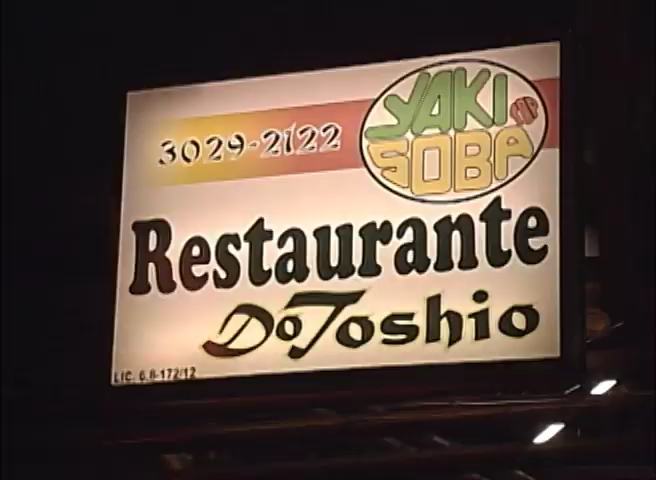 YAKI
SOBA
3029-2122
Restaurante
Do Toshio
LIC. 6.8-172/12